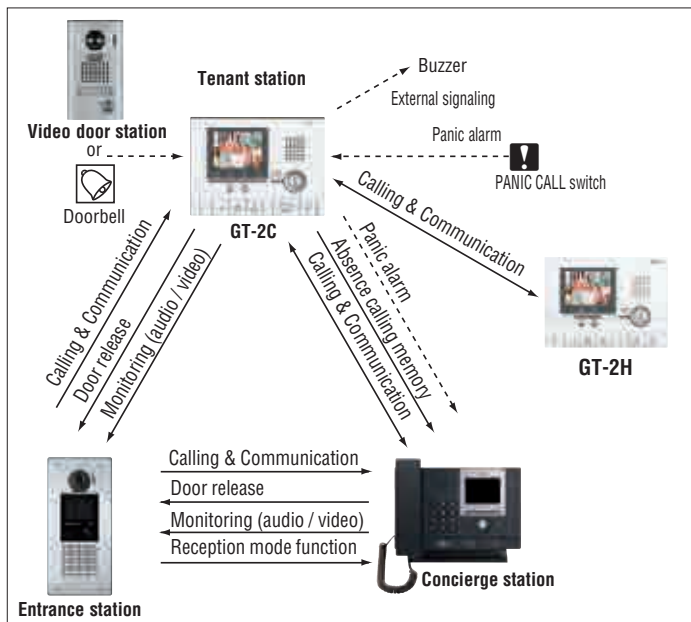 Tenant station
Buzzer
External signaling
Video door station
or
Doorbell
Panic alarm
PANIC CALL switch
GT-2C
Calling & Communication
GT-2H
Calling & Communication
Door release
Monitoring (audio / video)
Panic alarm
Absence calling memory
Calling & Communication
Calling & Communication
Door release
Monitoring (audio / video)
Reception mode function
Entrance station
Concierge station